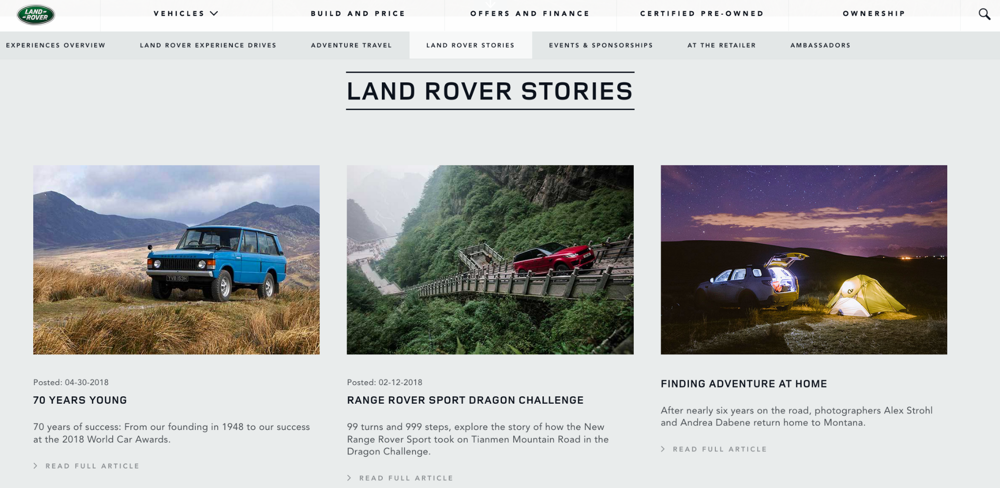 LAND-
-ROVER
VEHICLES
BUILD AND PRICE
OFFERS AND FINANCE
CERTIFIED PRE-OWNED
OWNERSHIP
EXPERIENCES OVERVIEW
LAND ROVER EXPERIENCE DRIVES
ADVENTURE TRAVEL
LAND ROVER STORIES
EVENTS & SPONSORSHIPS
AT THE RETAILER
AMBASSADORS
LAND ROVER STORIES
RANGE ROVER
YVB 153H
Posted: 04-30-2018
70 YEARS YOUNG
70 years of success: From our founding in 1948 to our success
at the 2018 World Car Awards.
> READ FULL ARTICLE
Posted: 02-12-2018
RANGE ROVER SPORT DRAGON CHALLENGE
99 turns and 999 steps, explore the story of how the New
Range Rover Sport took on Tianmen Mountain Road in the
Dragon Challenge.
> READ FULL ARTICLE
FINDING ADVENTURE AT HOME
After nearly six years on the road, photographers Alex Strohl
and Andrea Dabene return home to Montana.
> READ FULL ARTICLE